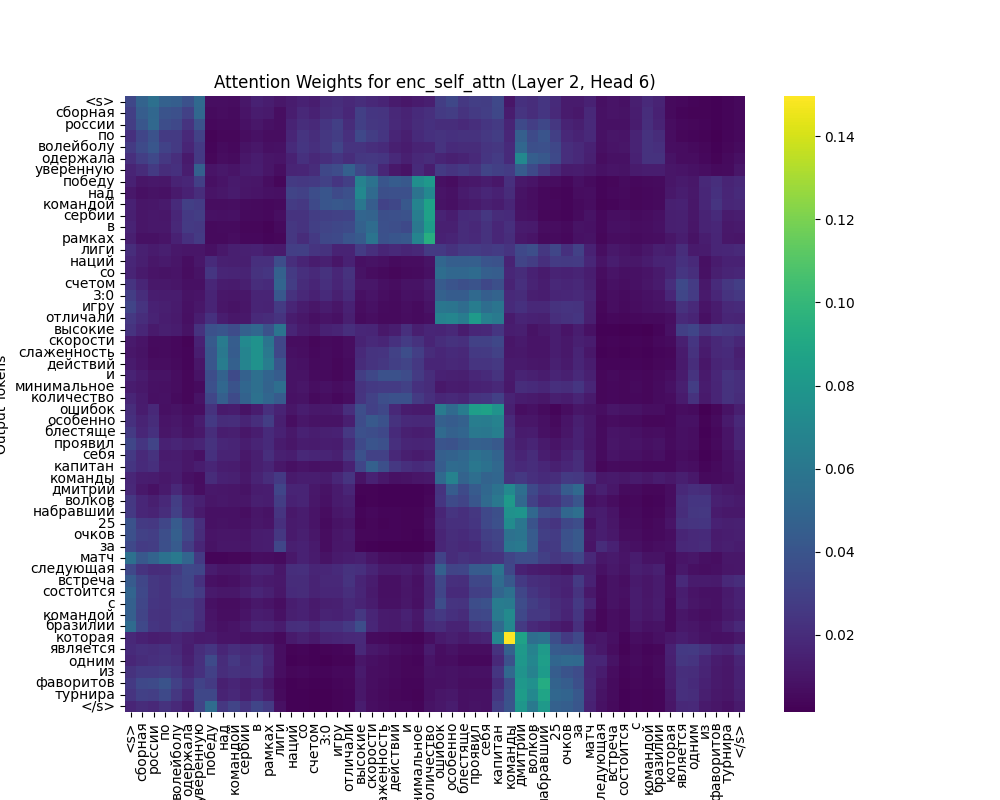 Attention Weights for enc_self_attn (Layer 2, Head 6)
<s>
сборная
россии
по
волейболу
одержала
уверенную
победу
над
командой
сербии
в
рамках
лиги
наций
со
счетом
3:0
игру
отличали
высокие
скорости
слаженность
действий
и
минимальное
количество
ошибок
особенно
блестяще
проявил
себя
капитан
команды
дмитрий
волков
набравший
25
очков
за
матч
следующая
встреча
состоится
с
командой
бразилии
которая
является
одним
из
фаворитов
турнира
</s>
Output Tokens
<s>
сборная
россии
по
волейболу
одержала
уверенную
победу
над
командой
сербии
в
рамках
лиги
наций
со
счетом
3:0
игру
отличали
высокие
скорости
лаженность
действий
и
нимальное
оличество
ошибок
особенно
блестяще
проявил
себя
капитан
команды
дмитрий
волков
абравший
25
очков
за
матч
ледующая
встреча
состоится
с
командой
бразилии
которая
является
одним
из
фаворитов
турнира
</s>
0.14
0.12
0.10
0.08
0.06
0.04
0.02